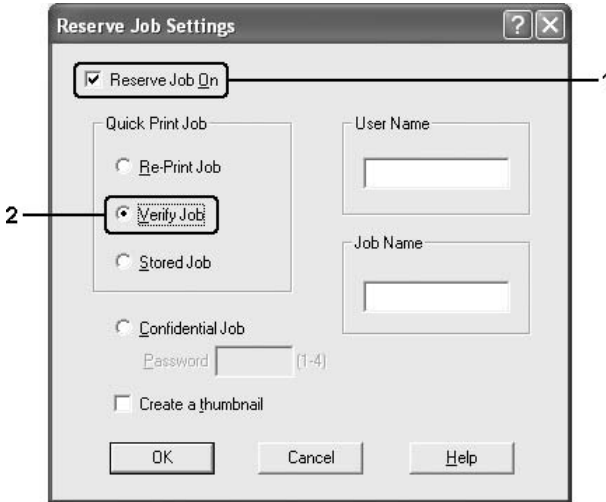 Reserve Job Settings
Reserve Job On
1
Quick Print Job
User Name
Re-Print Job
2
Verify Job
Job Name
Stored Job
Confidential Job
Password
(1-4)
Create a thumbnail
OK
Cancel
Help